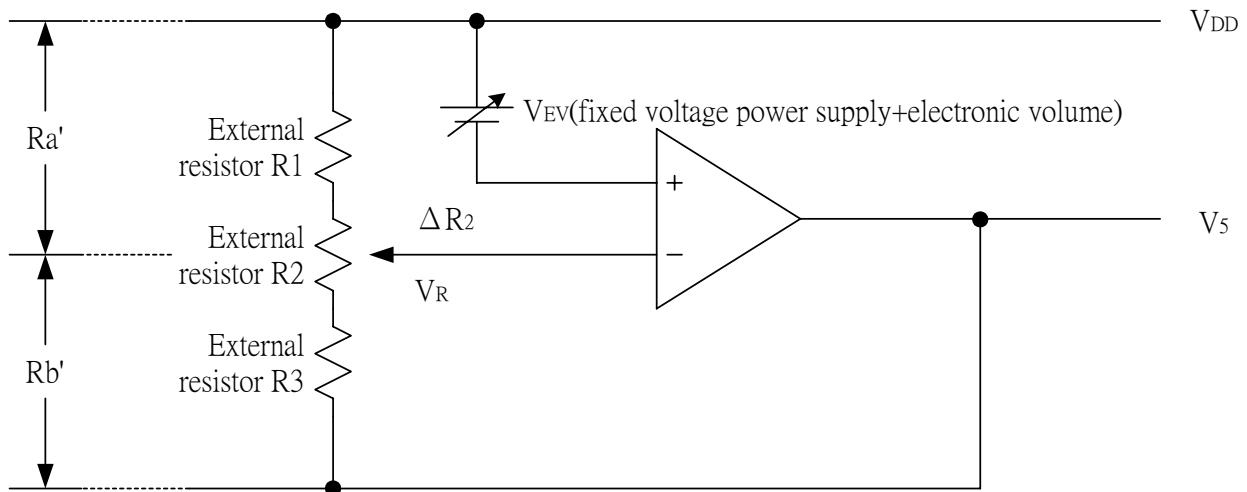 VDD
VEV(fixed voltage power supply+electronic volume)
Ra'
External
resistor R1
+
ΔR2
V5
External
resistor R2
−
VR
External
resistor R3
Rb'